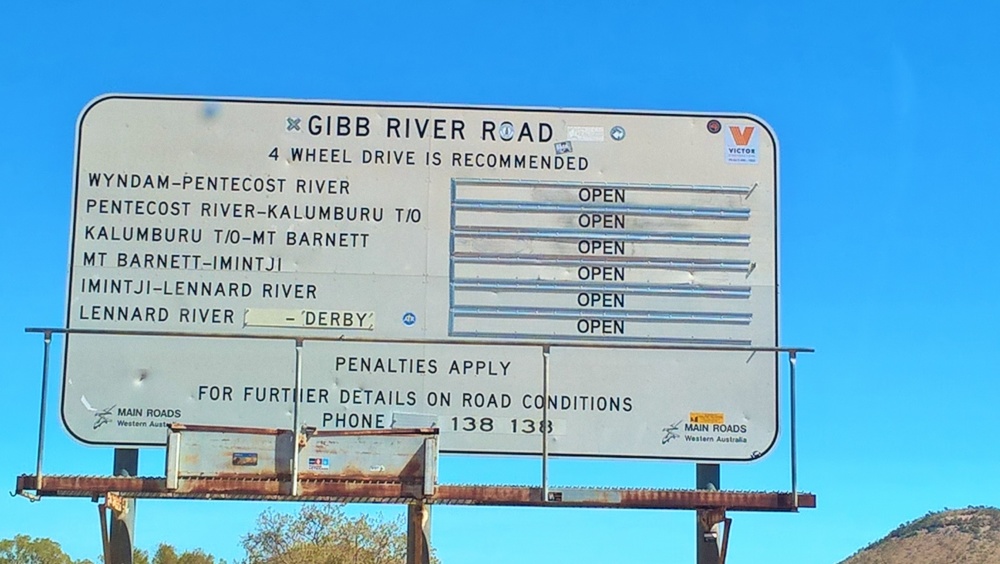 GIBB RIVER ROAD
4 WHEEL DRIVE IS RECOMMENDED
WYNDAM-PENTECOST RIVER OPEN
PENTECOST RIVER-KALUMBURU T/O OPEN
KALUMBURU T/O-MT BARNETT OPEN
MT BARNETT-IMINTJI OPEN
IMINTJI-LENNARD RIVER OPEN
LENNARD RIVER - DERBY OPEN
PENALTIES APPLY
FOR FURTHER DETAILS ON ROAD CONDITIONS
PHONE 138 138
MAIN ROADS
Western
MAIN ROADS
Western Australia
V
VICTOR